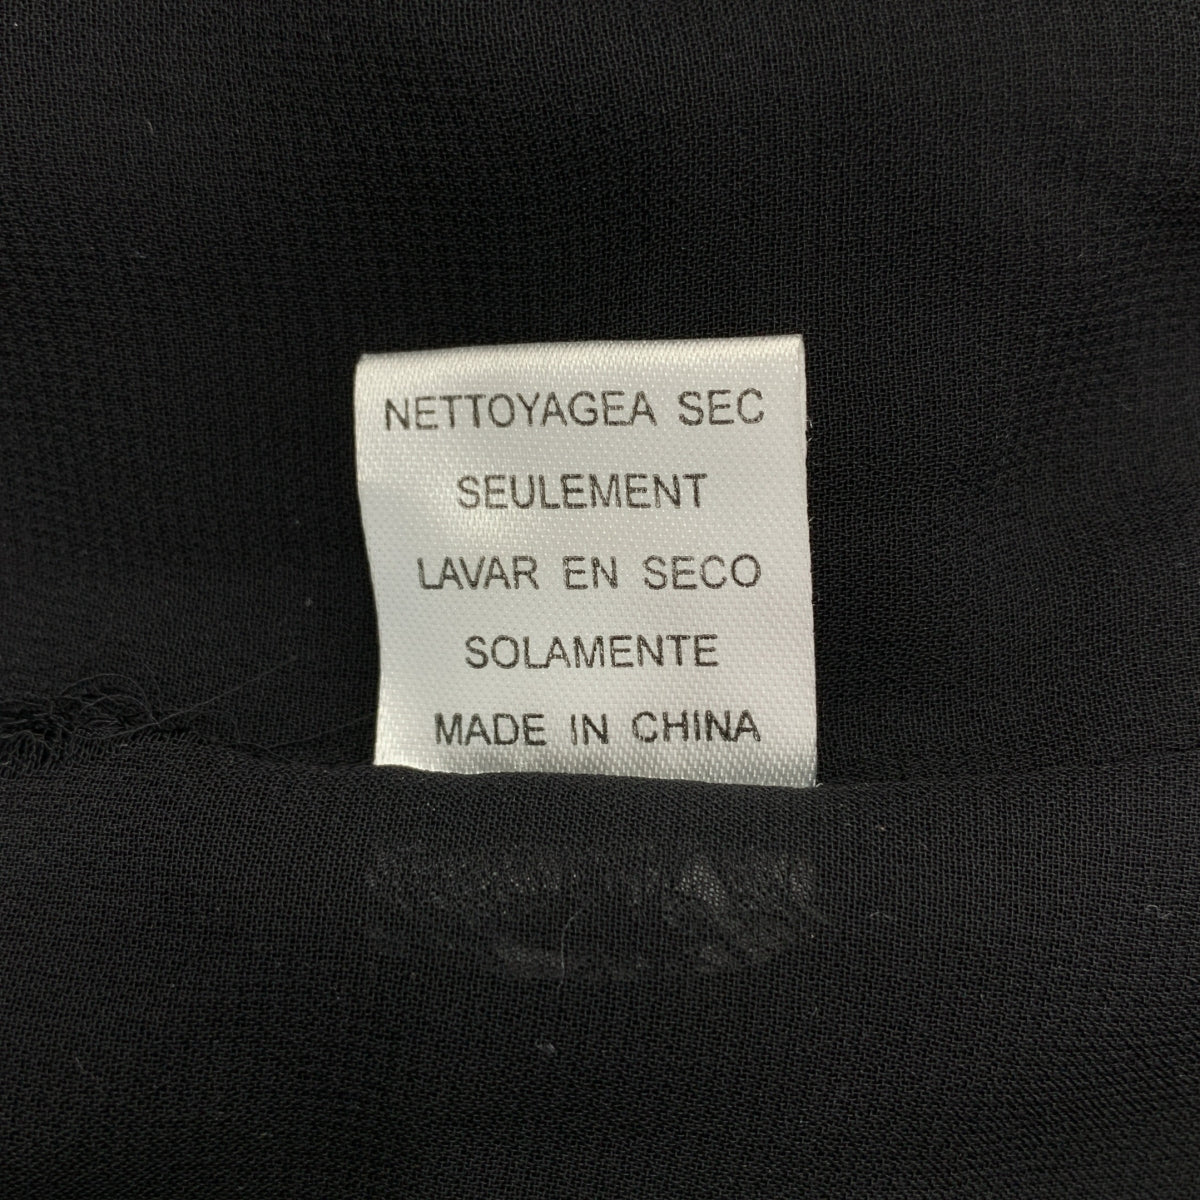 NETTOYAGEA SEC
SEULEMENT
LAVAR EN SECO
SOLAMENTE
MADE IN CHINA